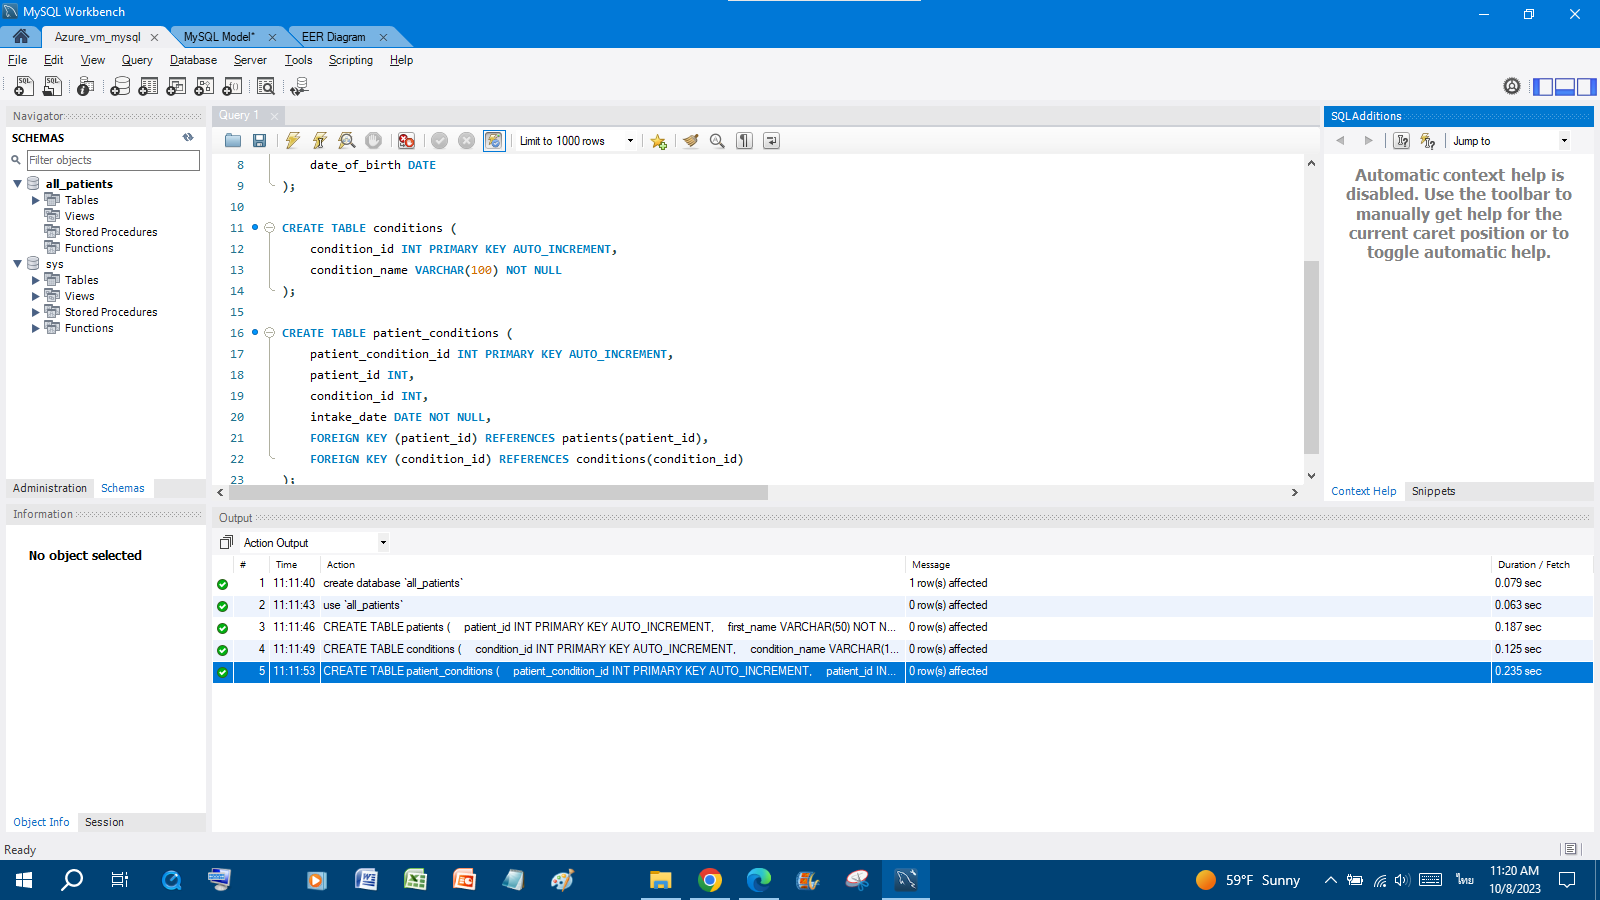 MySQL Workbench
Azure_vm_mysql
MySQL Model*
EER Diagram
File Edit View Query Database Server Tools Scripting Help
Navigator
SCHEMAS
Filter objects
all_patients
Tables
Views
Stored Procedures
Functions
sys
Tables
Views
Stored Procedures
Functions
Administration Schemas
Information
No object selected
Object Info Session
Query 1
Limit to 1000 rows
8 date_of_birth DATE
9 );
10
11 CREATE TABLE conditions (
12 condition_id INT PRIMARY KEY AUTO_INCREMENT,
13 condition_name VARCHAR(100) NOT NULL
14 );
15
16 CREATE TABLE patient_conditions (
17 patient_condition_id INT PRIMARY KEY AUTO_INCREMENT,
18 patient_id INT,
19 condition_id INT,
20 intake_date DATE NOT NULL,
21 FOREIGN KEY (patient_id) REFERENCES patients(patient_id),
22 FOREIGN KEY (condition_id) REFERENCES conditions(condition_id)
23 );
SQLAdditions
Jump to
Automatic context help is
disabled. Use the toolbar to
manually get help for the
current caret position or to
toggle automatic help.
Context Help Snippets
Output
Action Output
# Time Action Message Duration / Fetch
1 11:11:40 create database `all_patients` 1 row(s) affected 0.079 sec
2 11:11:43 use `all_patients` 0 row(s) affected 0.063 sec
3 11:11:46 CREATE TABLE patients ( patient_id INT PRIMARY KEY AUTO_INCREMENT, first_name VARCHAR(50) NOT N... 0 row(s) affected 0.187 sec
4 11:11:49 CREATE TABLE conditions ( condition_id INT PRIMARY KEY AUTO_INCREMENT, condition_name VARCHAR(1... 0 row(s) affected 0.125 sec
5 11:11:53 CREATE TABLE patient_conditions ( patient_condition_id INT PRIMARY KEY AUTO_INCREMENT, patient_id IN... 0 row(s) affected 0.235 sec
Ready
59°F Sunny
ไทย
11:20 AM
10/8/2023